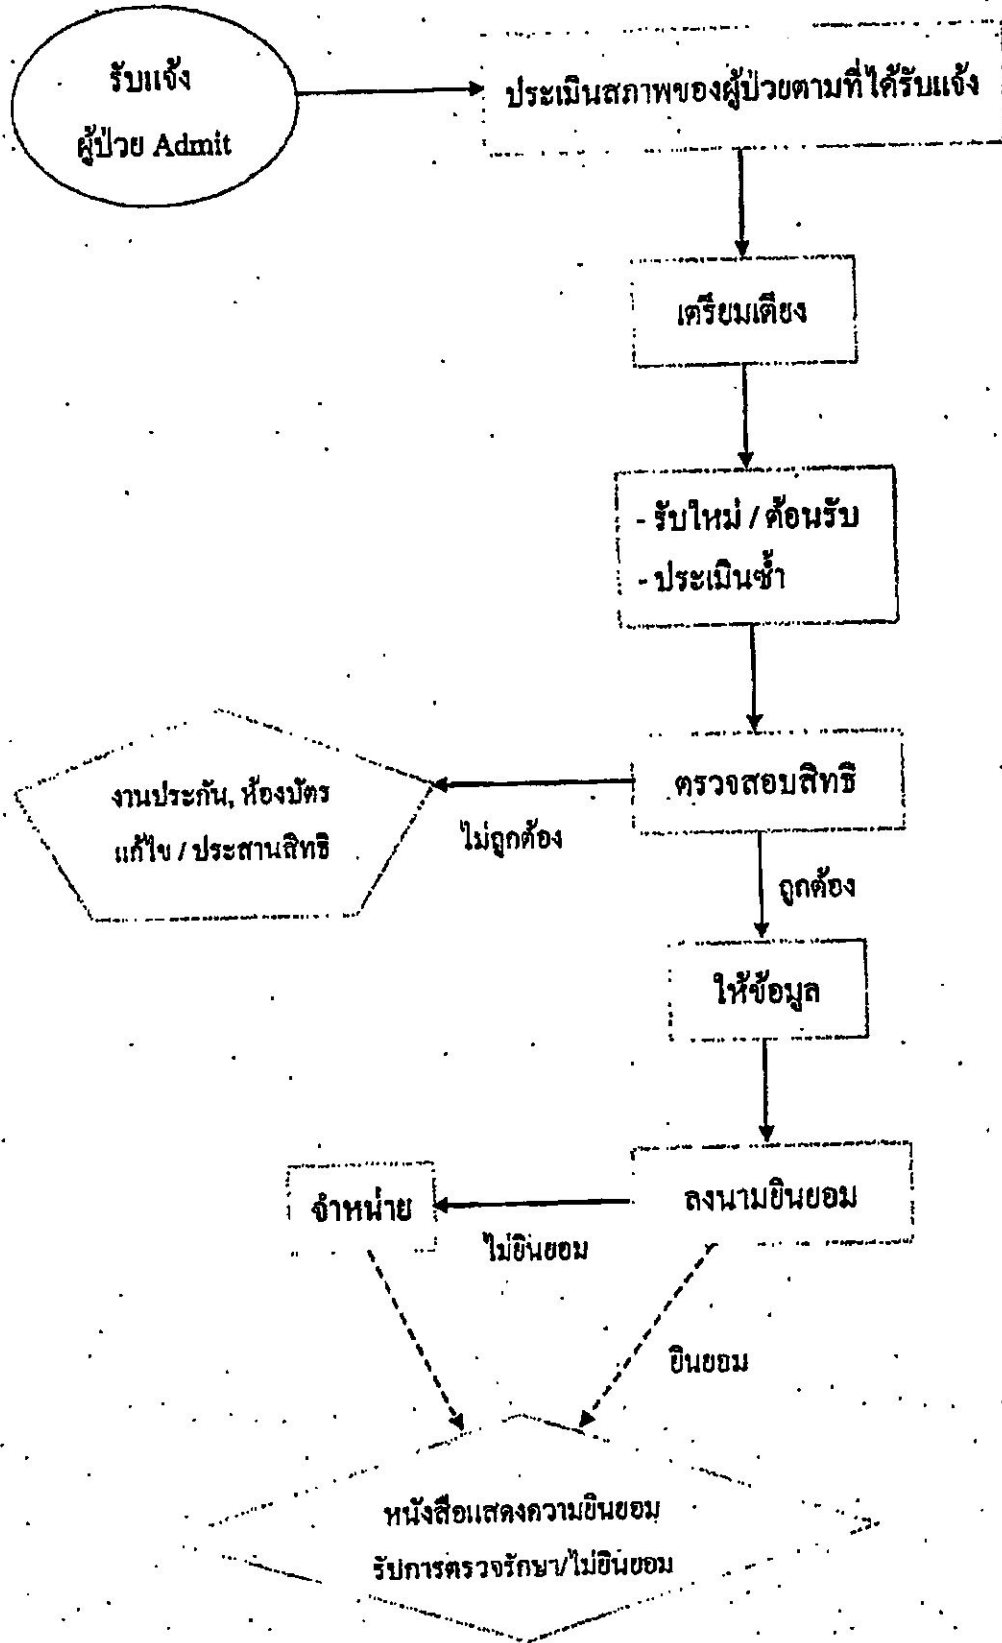 รับแจ้ง
ผู้ป่วย Admit
ประเมินสภาพของผู้ป่วยตามที่ได้รับแจ้ง
เตรียมเตียง
- รับใหม่ / ต้อนรับ
- ประเมินซ้ำ
ตรวจสอบสิทธิ
งานประกัน, ห้องบัตร
แก้ไข / ประสานสิทธิ
ไม่ถูกต้อง
ถูกต้อง
ให้ข้อมูล
ลงนามยินยอม
จำหน่าย
ไม่ยินยอม
ยินยอม
หนังสือแสดงความยินยอม
รับการตรวจรักษา/ไม่ยินยอม